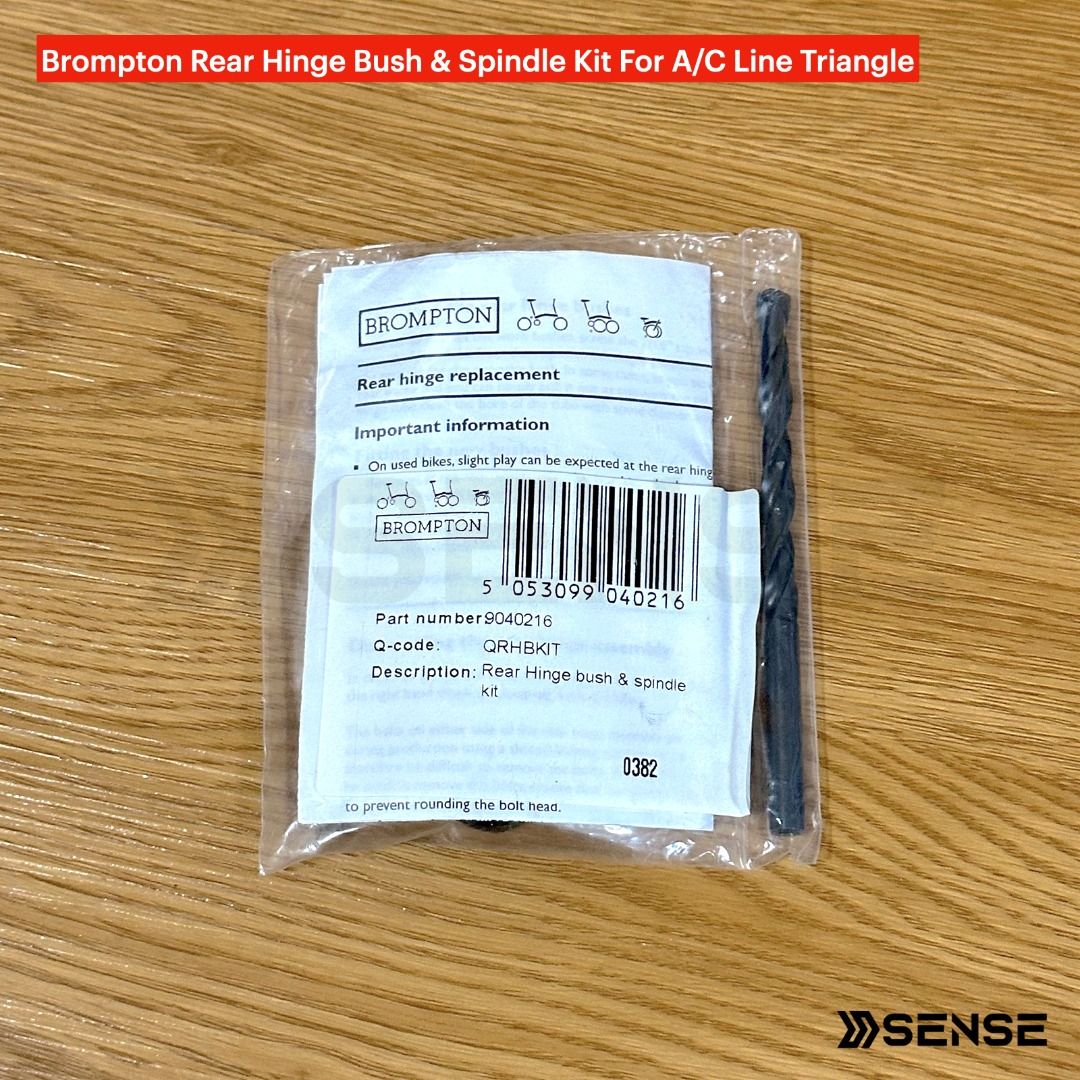 Brompton Rear Hinge Bush & Spindle Kit For A/C Line Triangle
BROMPTON
Rear hinge replacement
Important information
▪ On used bikes, slight play can be expected at the rear hing
BROMPTON
5 053099 040216
Part number: 9040216
Q-code: QRHBKIT
Description: Rear Hinge bush & spindle
kit
0382
to prevent rounding the bolt head.
SENSE